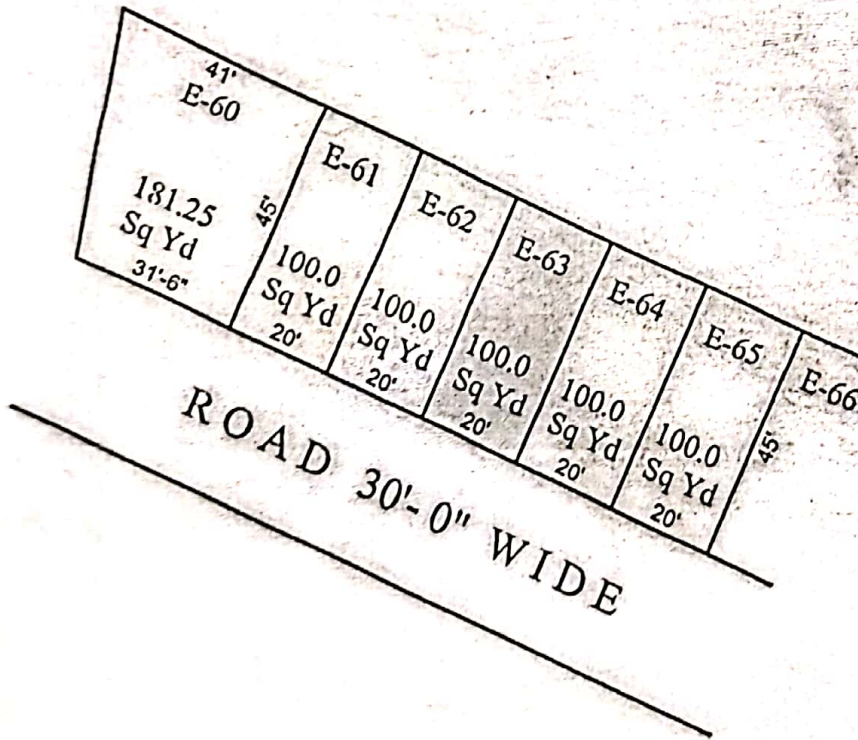 41'
E-60
181.25
Sq Yd
31'-6"
45'
E-61
100.0
Sq Yd
20'
E-62
100.0
Sq Yd
20'
E-63
100.0
Sq Yd
20'
E-64
100.0
Sq Yd
20'
E-65
100.0
Sq Yd
20'
45'
E-66
ROAD 30'-0" WIDE